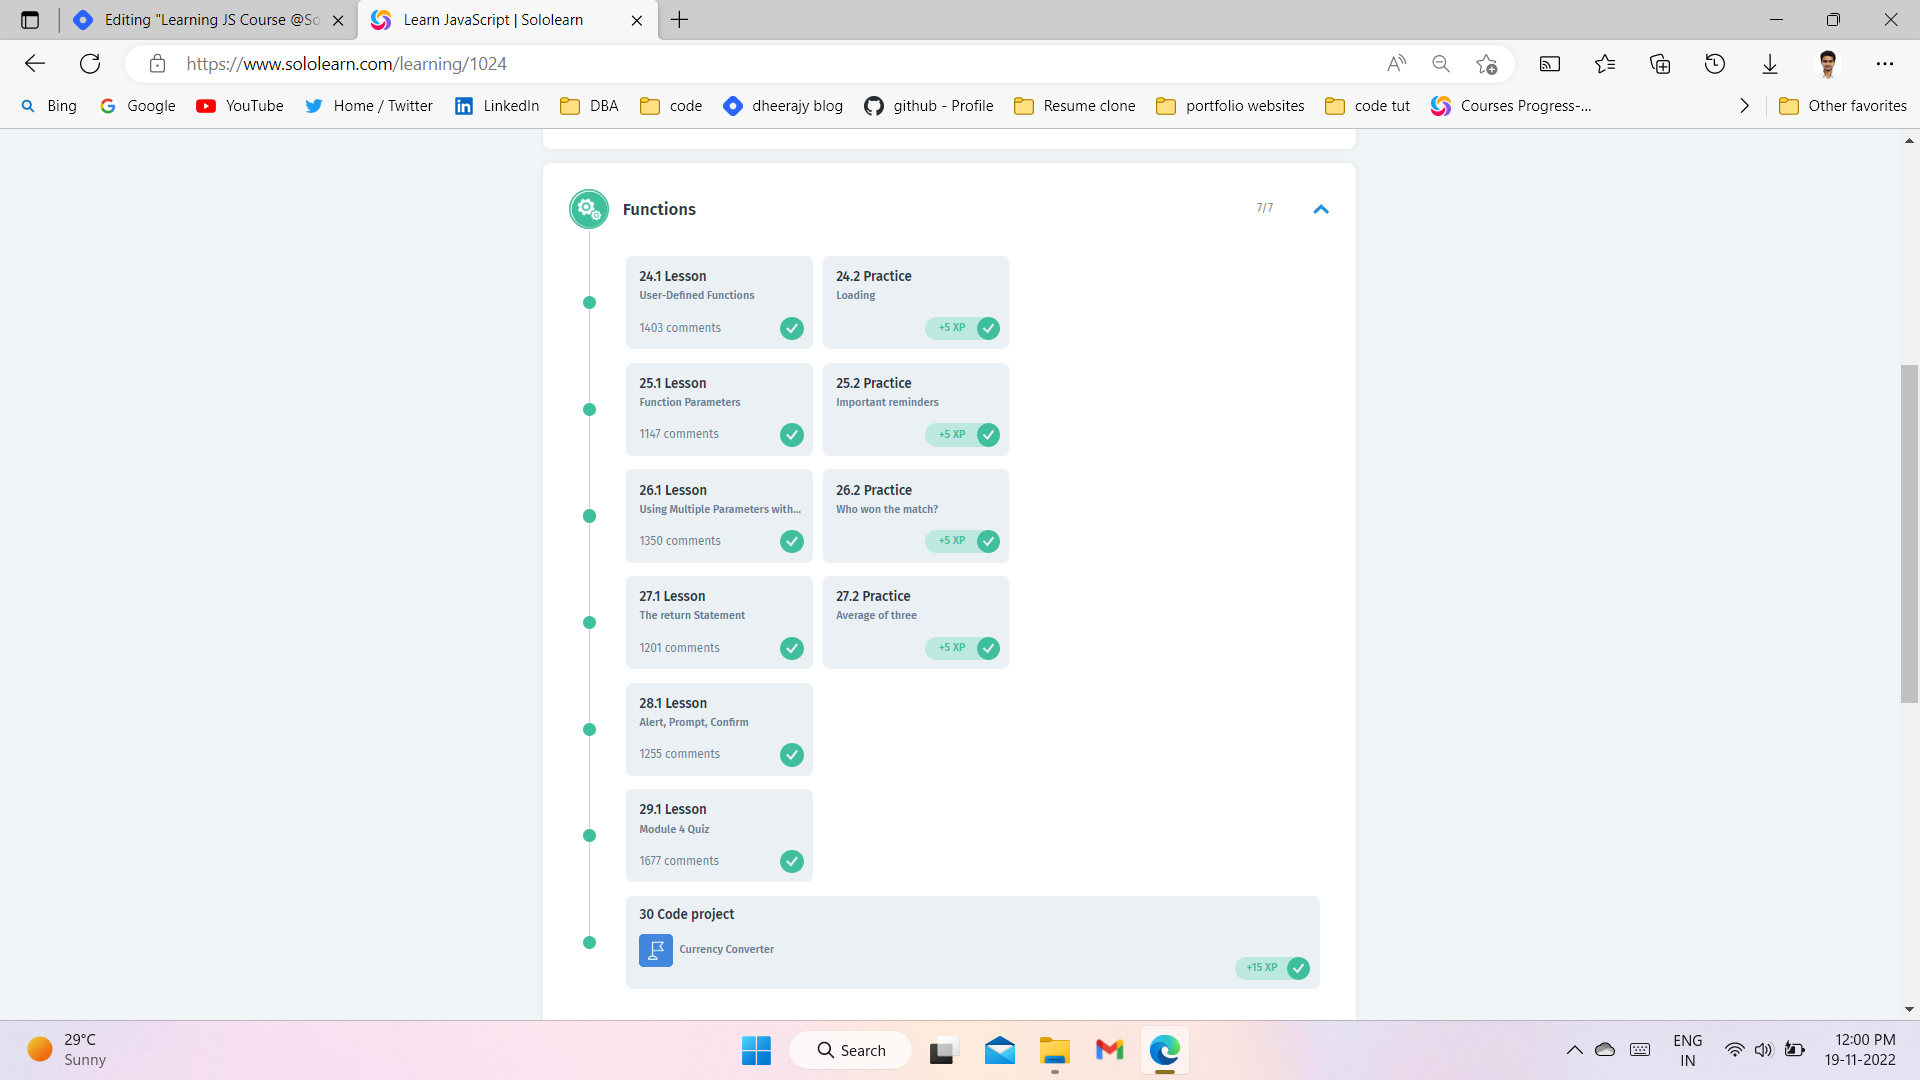 Editing "Learning JS Course @So
Learn JavaScript | Sololearn
https://www.sololearn.com/learning/1024
Bing
Google
YouTube
Home / Twitter
LinkedIn
DBA
code
dheerajy blog
github - Profile
Resume clone
portfolio websites
code tut
Courses Progress-...
Other favorites
Functions
7/7
24.1 Lesson
User-Defined Functions
1403 comments
24.2 Practice
Loading
+5 XP
25.1 Lesson
Function Parameters
1147 comments
25.2 Practice
Important reminders
+5 XP
26.1 Lesson
Using Multiple Parameters with...
1350 comments
26.2 Practice
Who won the match?
+5 XP
27.1 Lesson
The return Statement
1201 comments
27.2 Practice
Average of three
+5 XP
28.1 Lesson
Alert, Prompt, Confirm
1255 comments
29.1 Lesson
Module 4 Quiz
1677 comments
30 Code project
Currency Converter
+15 XP
29°C
Sunny
Search
ENG
IN
12:00 PM
19-11-2022